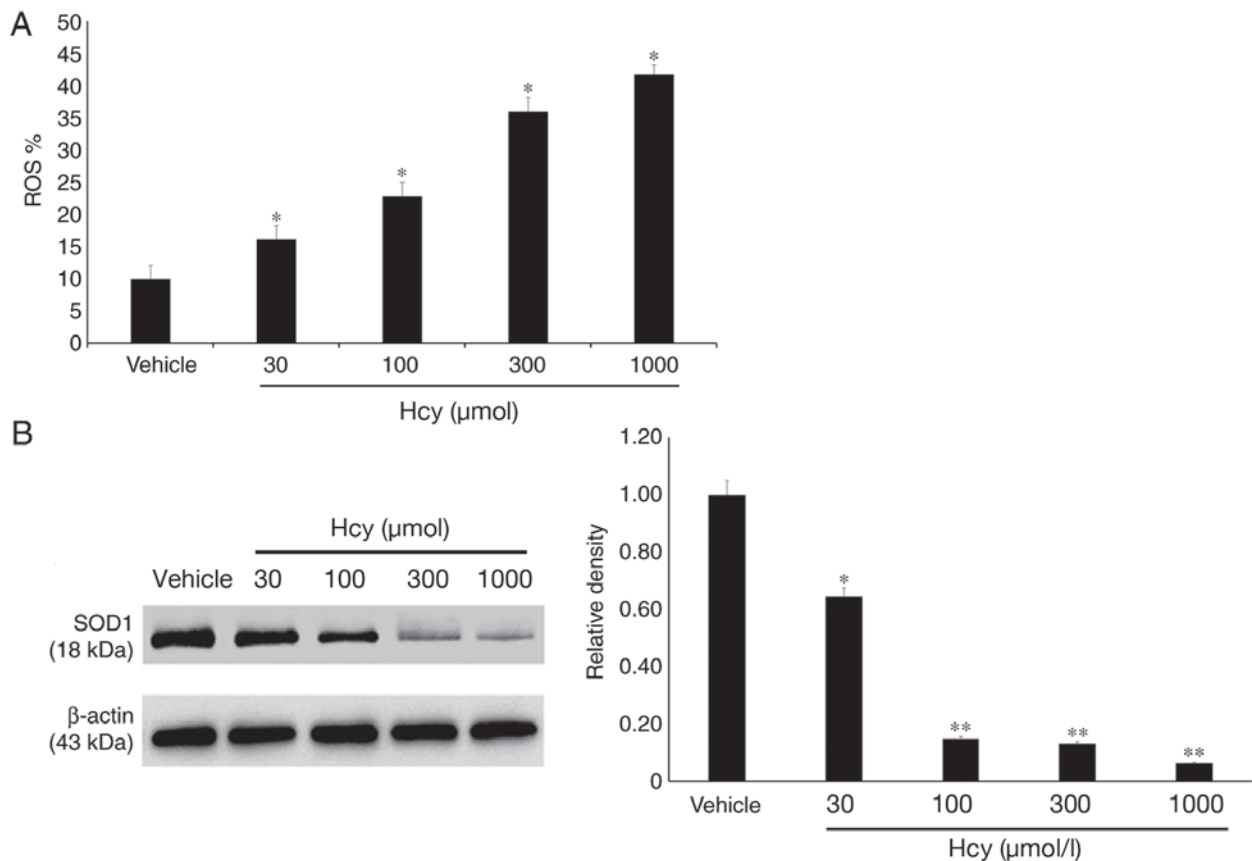 A
50
45
40
35
30
25
20
15
10
5
0
ROS %
*
*
*
*
Vehicle 30 100 300 1000
Hcy (µmol)
B
Hcy (µmol)
Vehicle 30 100 300 1000
SOD1
(18 kDa)
β-actin
(43 kDa)
1.20
1.00
0.80
0.60
0.40
0.20
0
Relative density
*
**
**
**
Vehicle 30 100 300 1000
Hcy (µmol/l)